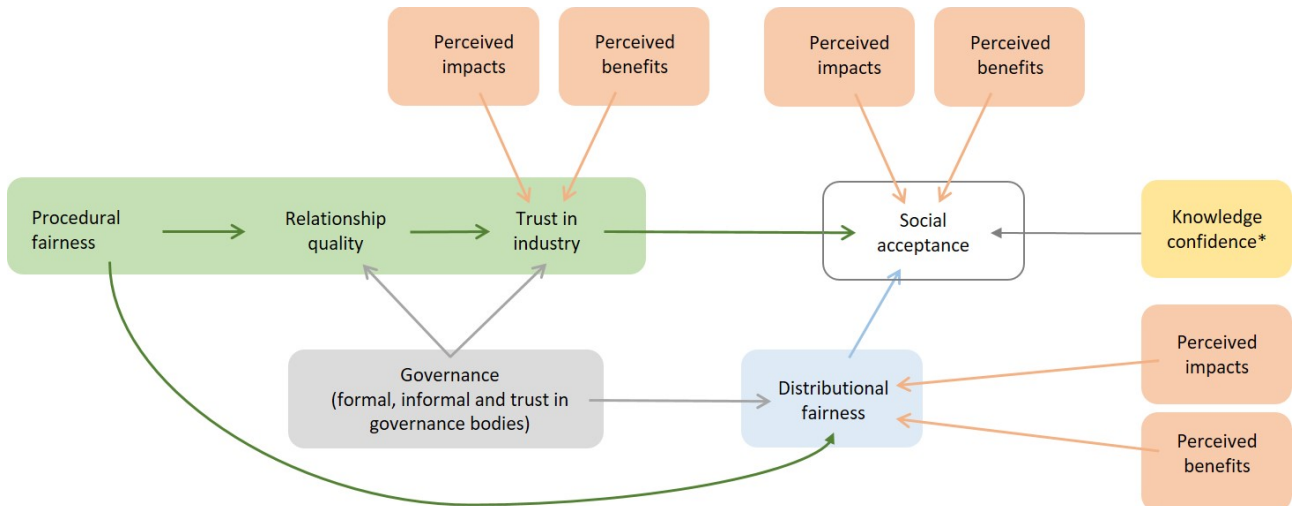 Perceived
impacts
Perceived
benefits
Perceived
impacts
Perceived
benefits
Procedural
fairness
Relationship
quality
Trust in
industry
Social
acceptance
Knowledge
confidence*
Governance
(formal, informal and trust in
governance bodies)
Distributional
fairness
Perceived
impacts
Perceived
benefits